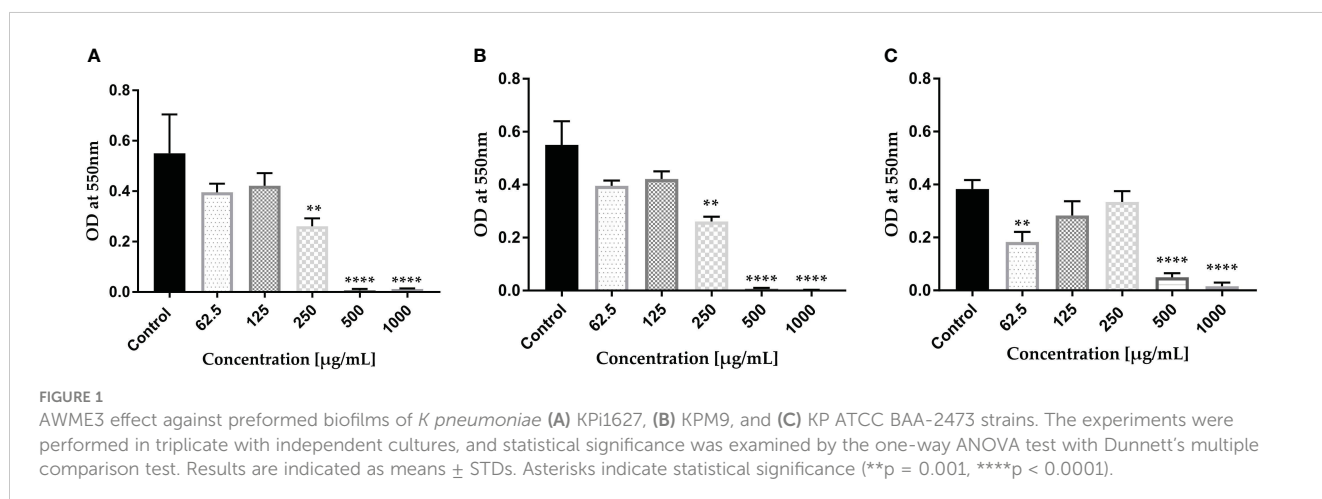 A
0.8
0.6
0.4
0.2
0.0
OD at 550nm
**
****
****
Control
62.5
125
250
500
1000
Concentration [µg/mL]
B
0.8
0.6
0.4
0.2
0.0
OD at 550nm
**
****
****
Control
62.5
125
250
500
1000
Concentration [µg/mL]
C
0.8
0.6
0.4
0.2
0.0
OD at 550nm
**
****
****
Control
62.5
125
250
500
1000
Concentration [µg/mL]
FIGURE 1
AWME3 effect against preformed biofilms of K pneumoniae (A) KPi1627, (B) KPM9, and (C) KP ATCC BAA-2473 strains. The experiments were
performed in triplicate with independent cultures, and statistical significance was examined by the one-way ANOVA test with Dunnett's multiple
comparison test. Results are indicated as means ± STDs. Asterisks indicate statistical significance (**p = 0.001, ****p < 0.0001).